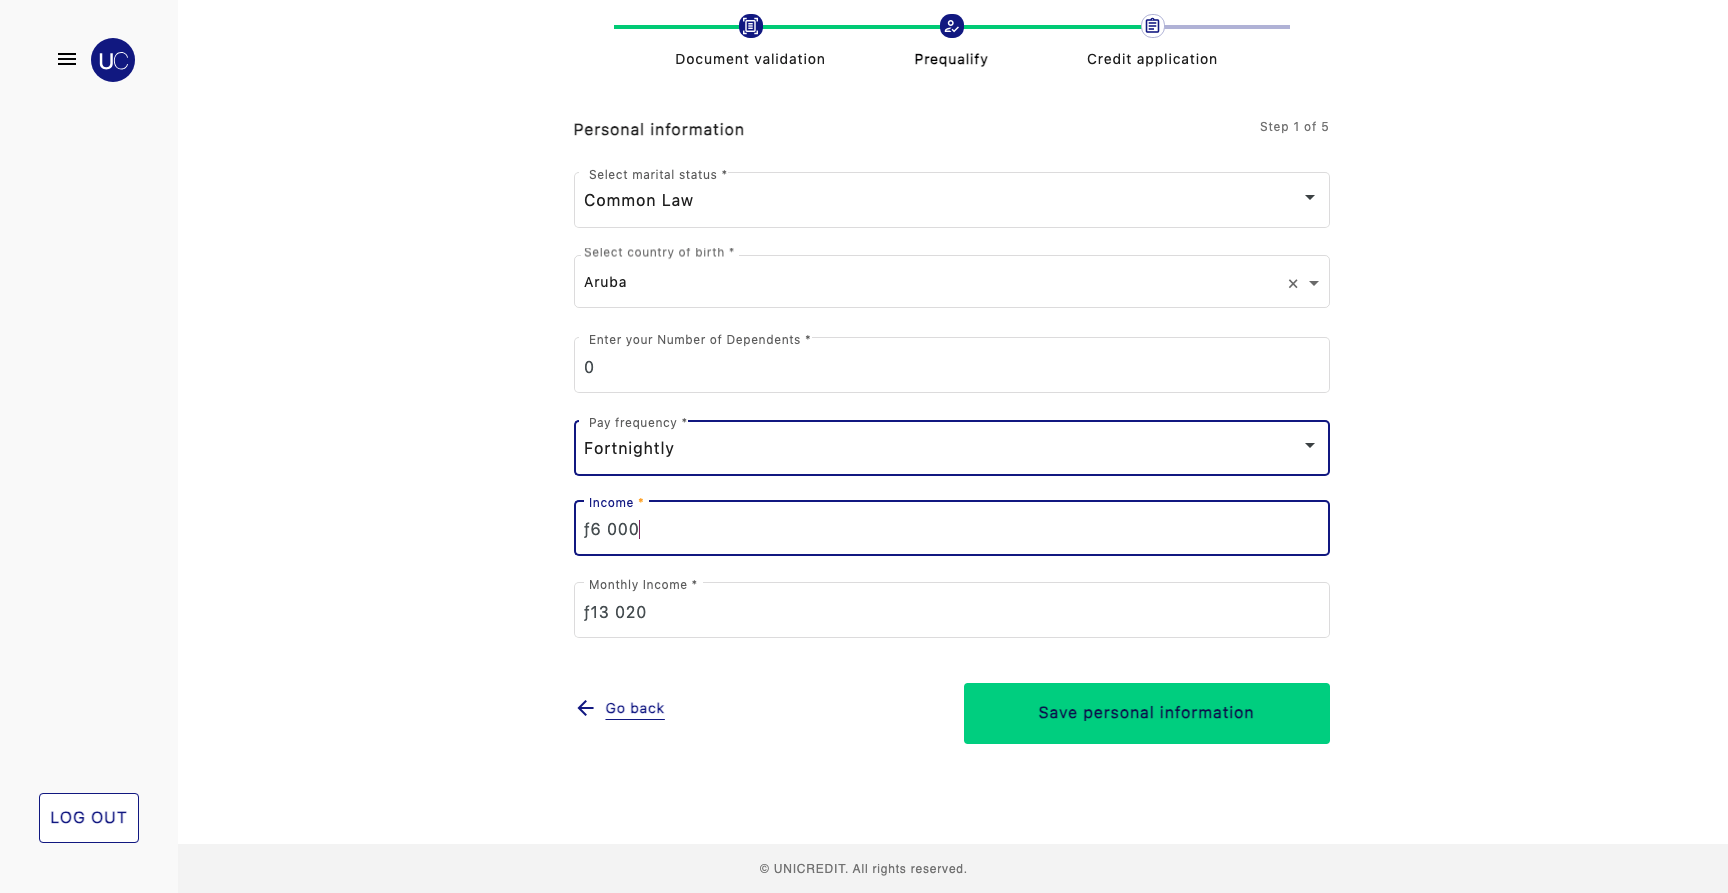 UC
Document validation
Prequalify
Credit application
Personal information
Step 1 of 5
Select marital status *
Common Law
Select country of birth *
Aruba
Enter your Number of Dependents *
0
Pay frequency *
Fortnightly
Income *
ƒ6 000
Monthly Income *
ƒ13 020
Go back
Save personal information
LOG OUT
© UNICREDIT. All rights reserved.